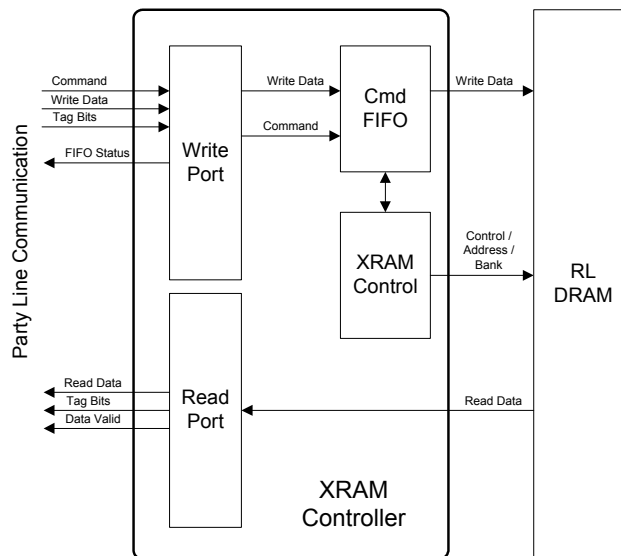 Party Line Communication
Command
Write Data
Tag Bits
FIFO Status
Write
Port
Write Data
Command
Cmd
FIFO
Write Data
XRAM
Control
Control /
Address /
Bank
RL
DRAM
Read Data
Tag Bits
Data Valid
Read
Port
Read Data
XRAM
Controller